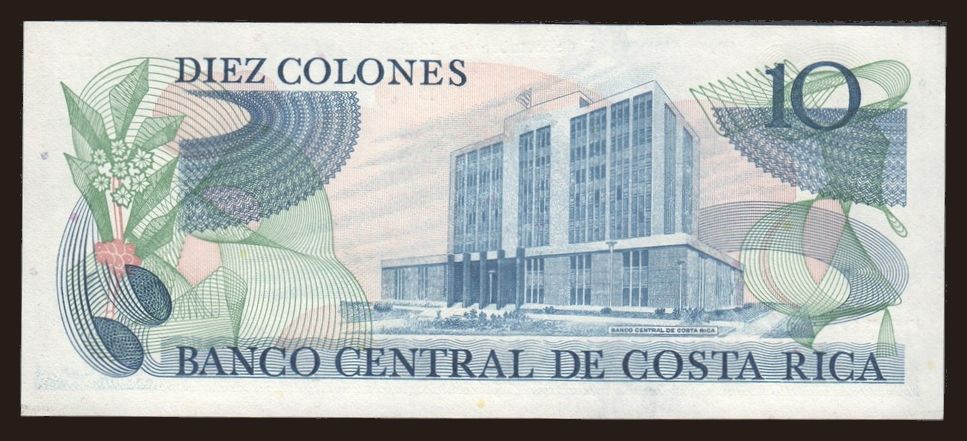 DIEZ COLONES
10
BANCO CENTRAL DE COSTA RICA
BANCO CENTRAL DE COSTA RICA